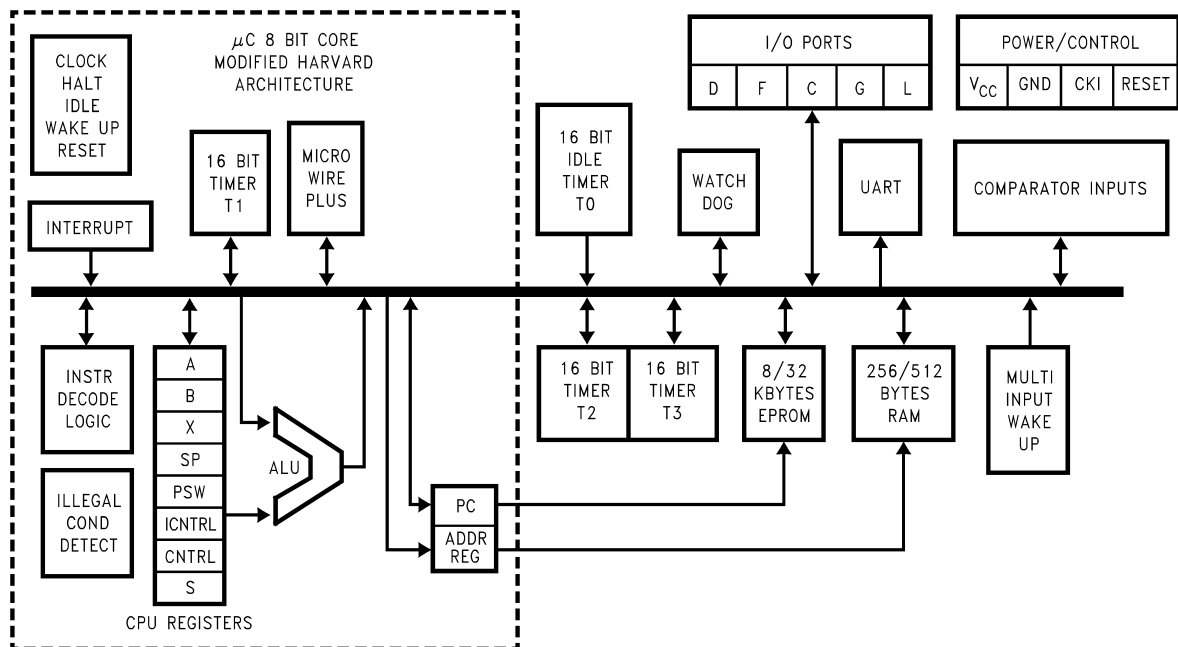 μC 8 BIT CORE
MODIFIED HARVARD
ARCHITECTURE
CLOCK
HALT
IDLE
WAKE UP
RESET
INTERRUPT
16 BIT
TIMER
T1
MICRO
WIRE
PLUS
16 BIT
IDLE
TIMER
T0
WATCH
DOG
I/O PORTS
D F C G L
UART
POWER/CONTROL
VCC GND CKI RESET
COMPARATOR INPUTS
INSTR
DECODE
LOGIC
ILLEGAL
COND
DETECT
A
B
X
SP
PSW
ICNTRL
CNTRL
S
CPU REGISTERS
ALU
PC
ADDR
REG
16 BIT
TIMER
T2
16 BIT
TIMER
T3
8/32
KBYTES
EPROM
256/512
BYTES
RAM
MULTI
INPUT
WAKE
UP